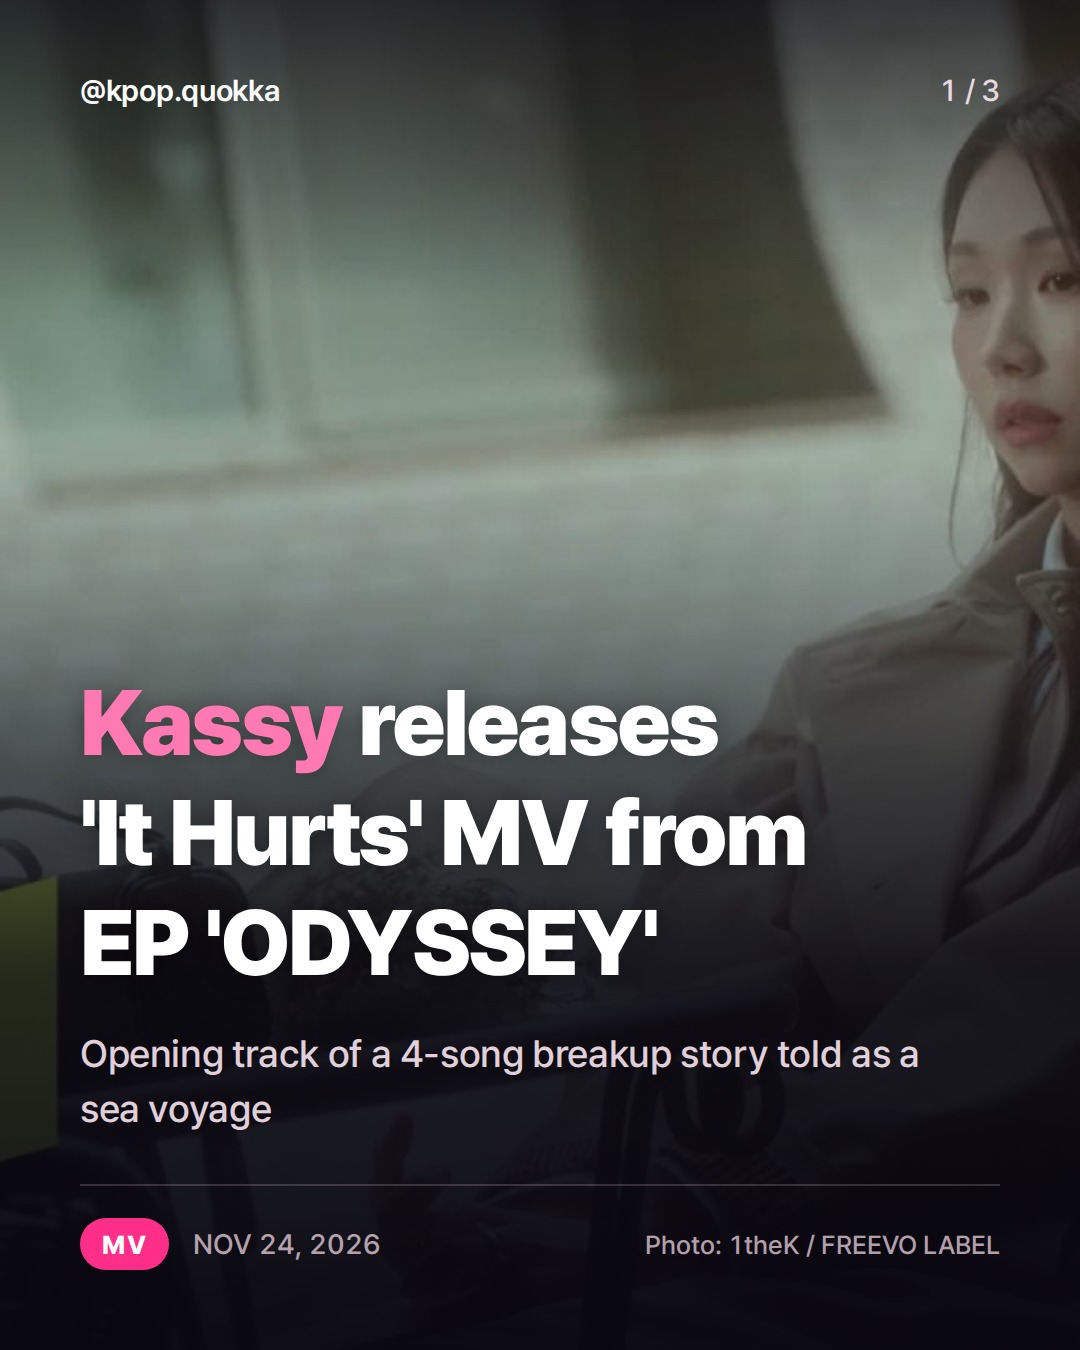 @kpop.quokka
1 / 3
Kassy releases
'It Hurts' MV from
EP 'ODYSSEY'
Opening track of a 4-song breakup story told as a
sea voyage
MV
NOV 24, 2026
Photo: 1theK / FREEVO LABEL